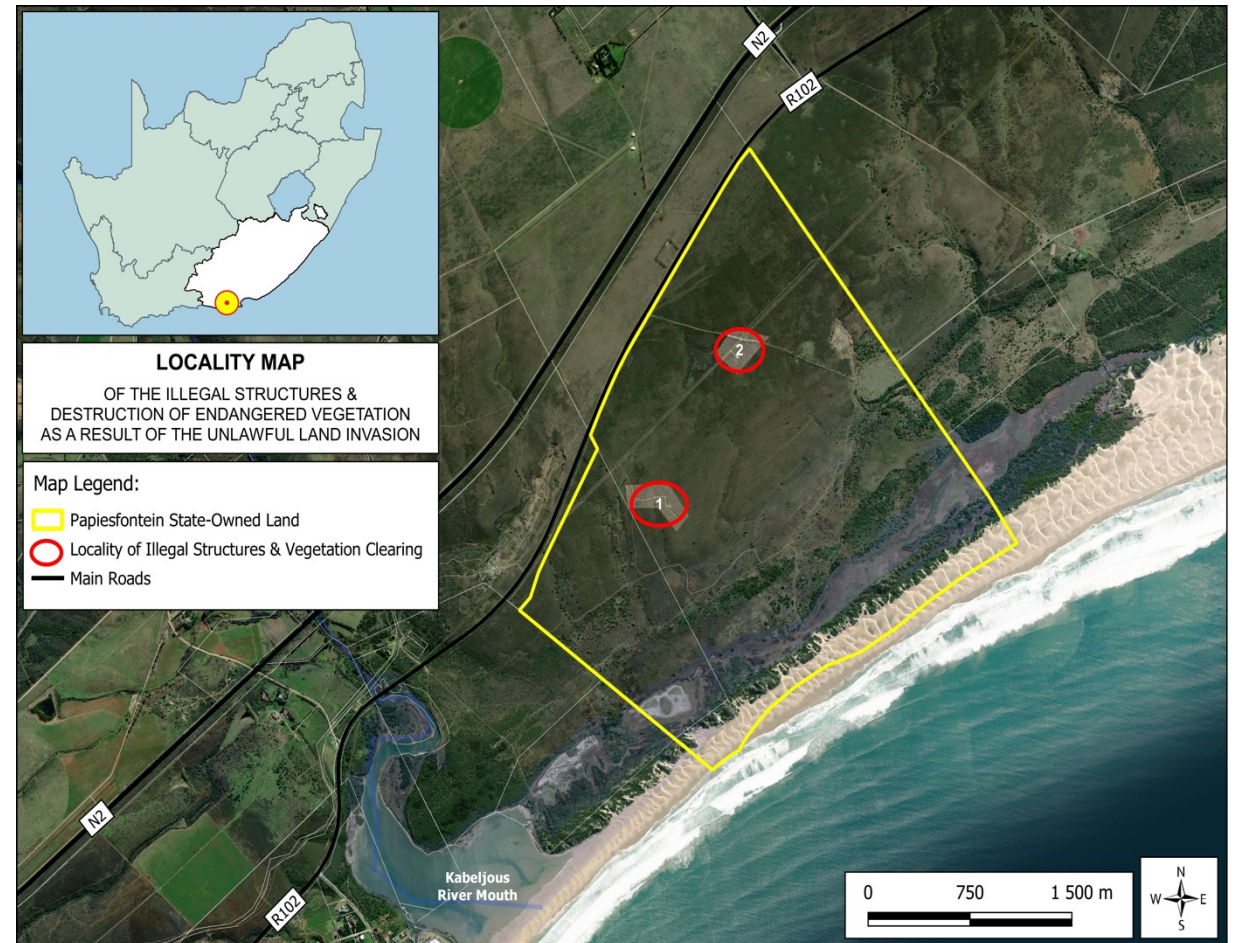 LOCALITY MAP
OF THE ILLEGAL STRUCTURES &
DESTRUCTION OF ENDANGERED VEGETATION
AS A RESULT OF THE UNLAWFUL LAND INVASION
Map Legend:
Papiesfontein State-Owned Land
Locality of Illegal Structures & Vegetation Clearing
Main Roads
N2
R102
2
1
N2
R102
Kabeljous
River Mouth
0 750 1 500 m
N
W E
S